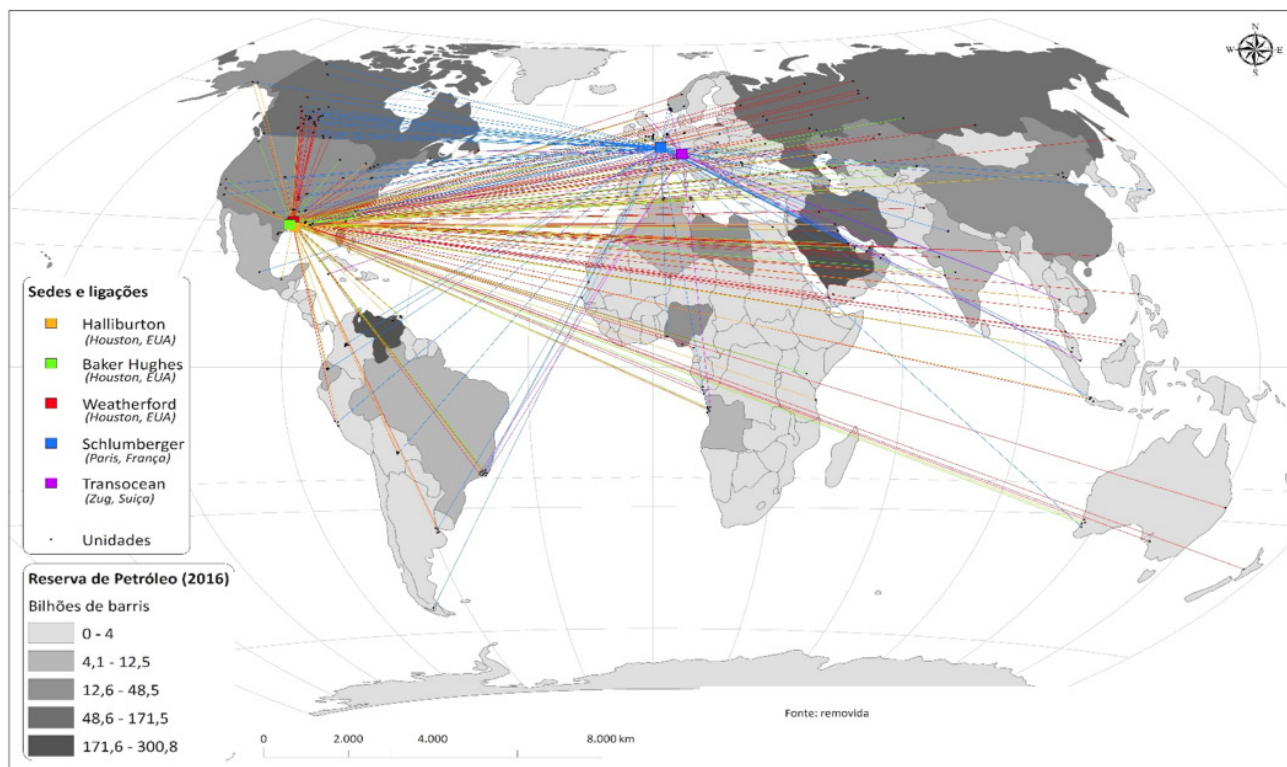 N
W E
S
Sedes e ligações
Halliburton
(Houston, EUA)
Baker Hughes
(Houston, EUA)
Weatherford
(Houston, EUA)
Schlumberger
(Paris, França)
Transocean
(Zug, Suiça)
Unidades
Reserva de Petróleo (2016)
Bilhões de barris
0 - 4
4,1 - 12,5
12,6 - 48,5
48,6 - 171,5
171,6 - 300,8
Fonte: removida
0 2.000 4.000 8.000 km